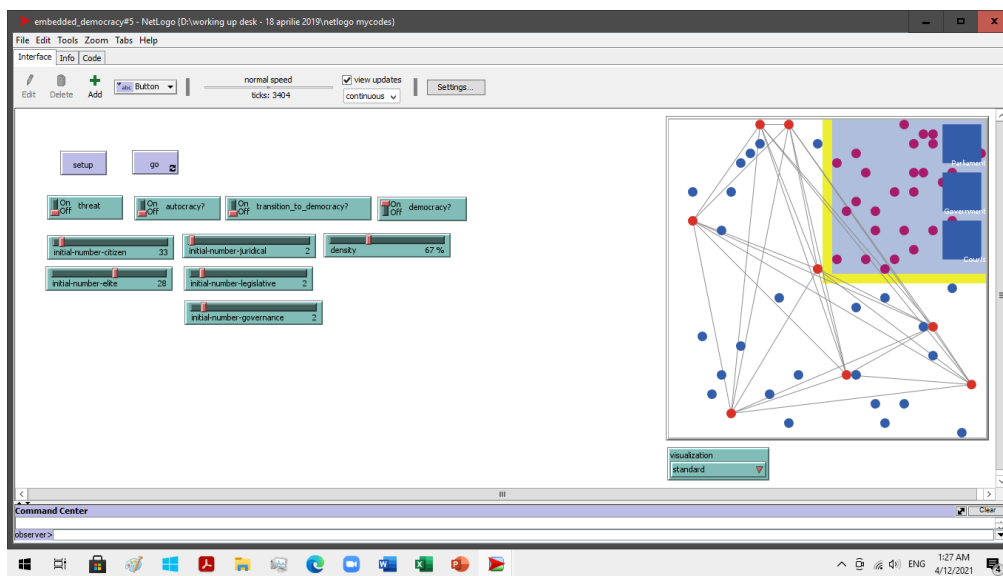 embedded_democracy#5 - NetLogo {D:\working up desk - 18 aprilie 2019\netlogo mycodes}
File Edit Tools Zoom Tabs Help
Interface Info Code
Edit Delete Add abc Button normal speed view updates Settings...
ticks: 3404 continuous
setup go
On Off threat On Off autocracy? On Off transition_to_democracy? On Off democracy?
initial-number-citizen 33 initial-number-juridical 2 density 67 %
initial-number-elite 28 initial-number-legislative 2
initial-number-governance 2
Parliament
Government
Courts
visualization
standard
Command Center Clear
observer>
ENG 1:27 AM
4/12/2021 4